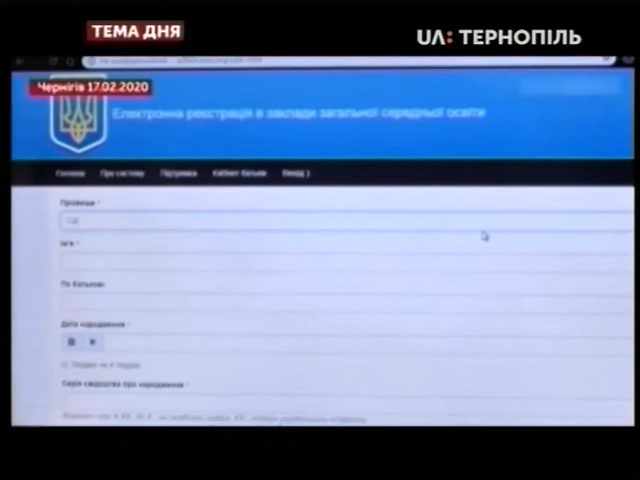 ТЕМА ДНЯ
UA: ТЕРНОПІЛЬ
Чернігів 17.02.2020
Електронна реєстрація в заклади загальної середньої освіти
Головна Про систему Підтримка Кабінет батьків
Прізвище *
Ім'я *
По батькові
Дата народження *
Серія свідоцтва про народження *